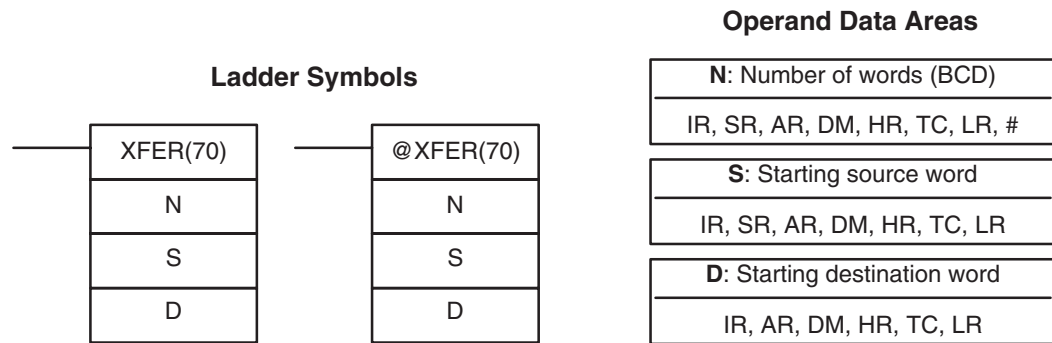 Ladder Symbols
XFER(70)
N
S
D
@XFER(70)
N
S
D
Operand Data Areas
N: Number of words (BCD)
IR, SR, AR, DM, HR, TC, LR, #
S: Starting source word
IR, SR, AR, DM, HR, TC, LR
D: Starting destination word
IR, AR, DM, HR, TC, LR